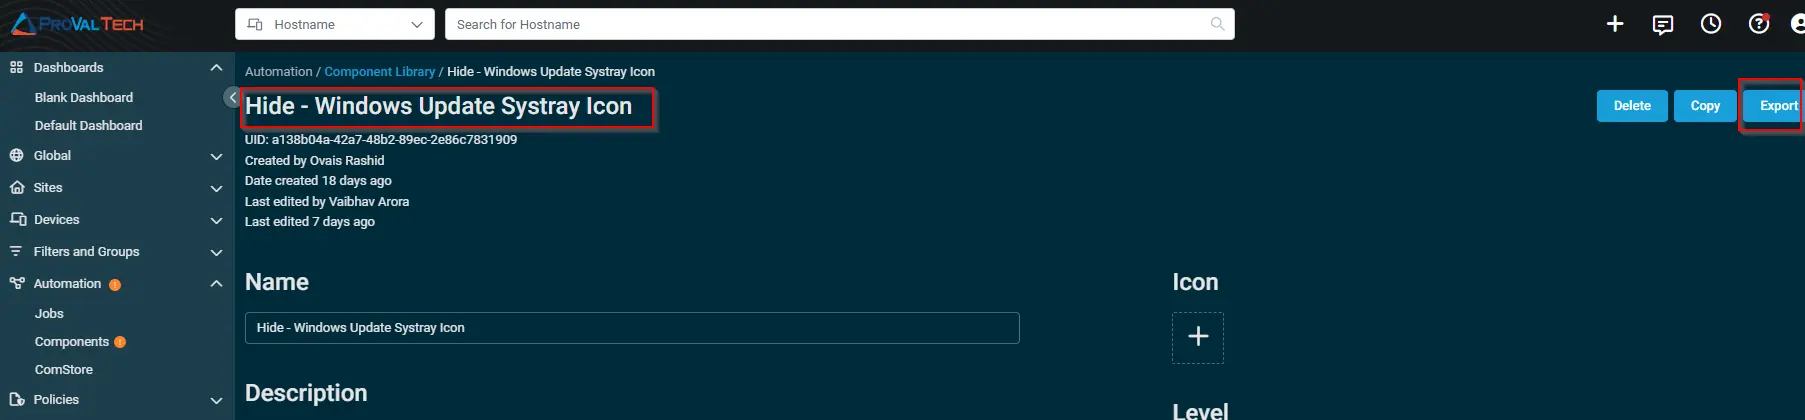 PROVALTECH
Hostname
Search for Hostname
Dashboards
Blank Dashboard
Default Dashboard
Global
Sites
Devices
Filters and Groups
Automation
Jobs
Components
ComStore
Policies
Automation / Component Library / Hide - Windows Update Systray Icon
Hide - Windows Update Systray Icon
Delete
Copy
Export
UID: a138b04a-42a7-48b2-89ec-2e86c7831909
Created by Ovais Rashid
Date created 18 days ago
Last edited by Vaibhav Arora
Last edited 7 days ago
Name
Hide - Windows Update Systray Icon
Description
Icon
Level